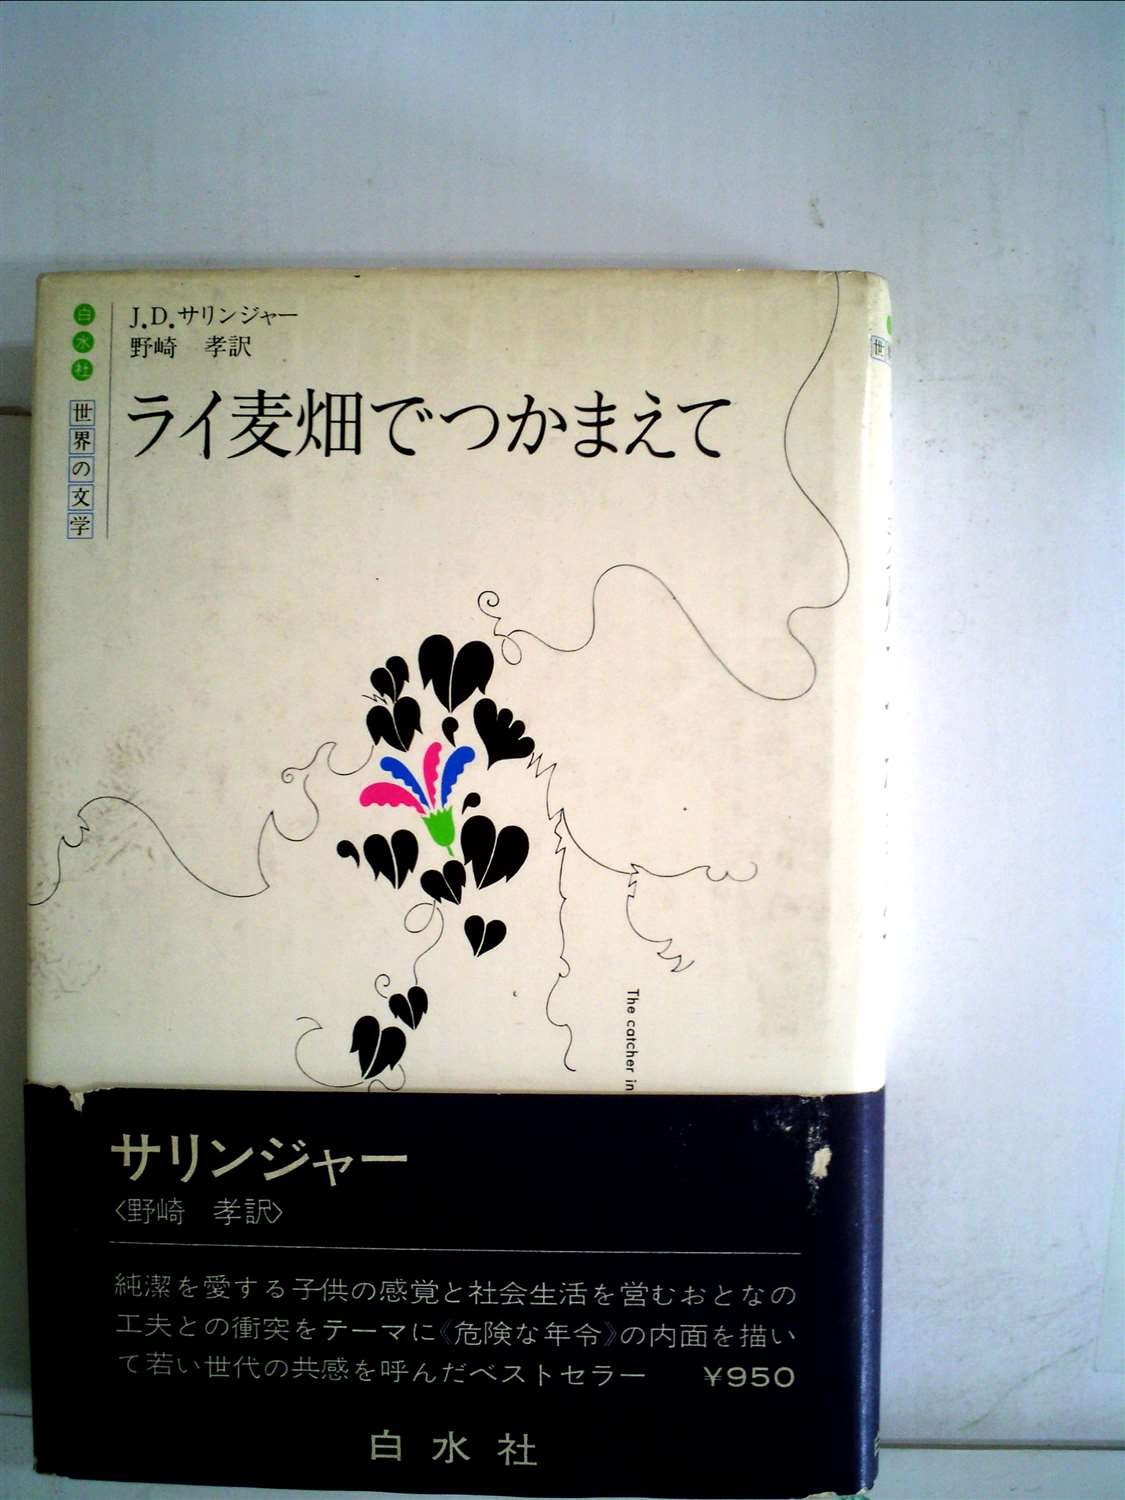 白水社
世界の文学
J.D.サリンジャー
野崎 孝訳
ライ麦畑でつかまえて
The catcher in
サリンジャー
〈野崎 孝訳〉
純潔を愛する子供の感覚と社会生活を営むおとなの
工夫との衝突をテーマに《危険な年令》の内面を描い
て若い世代の共感を呼んだベストセラー ¥950
白水社